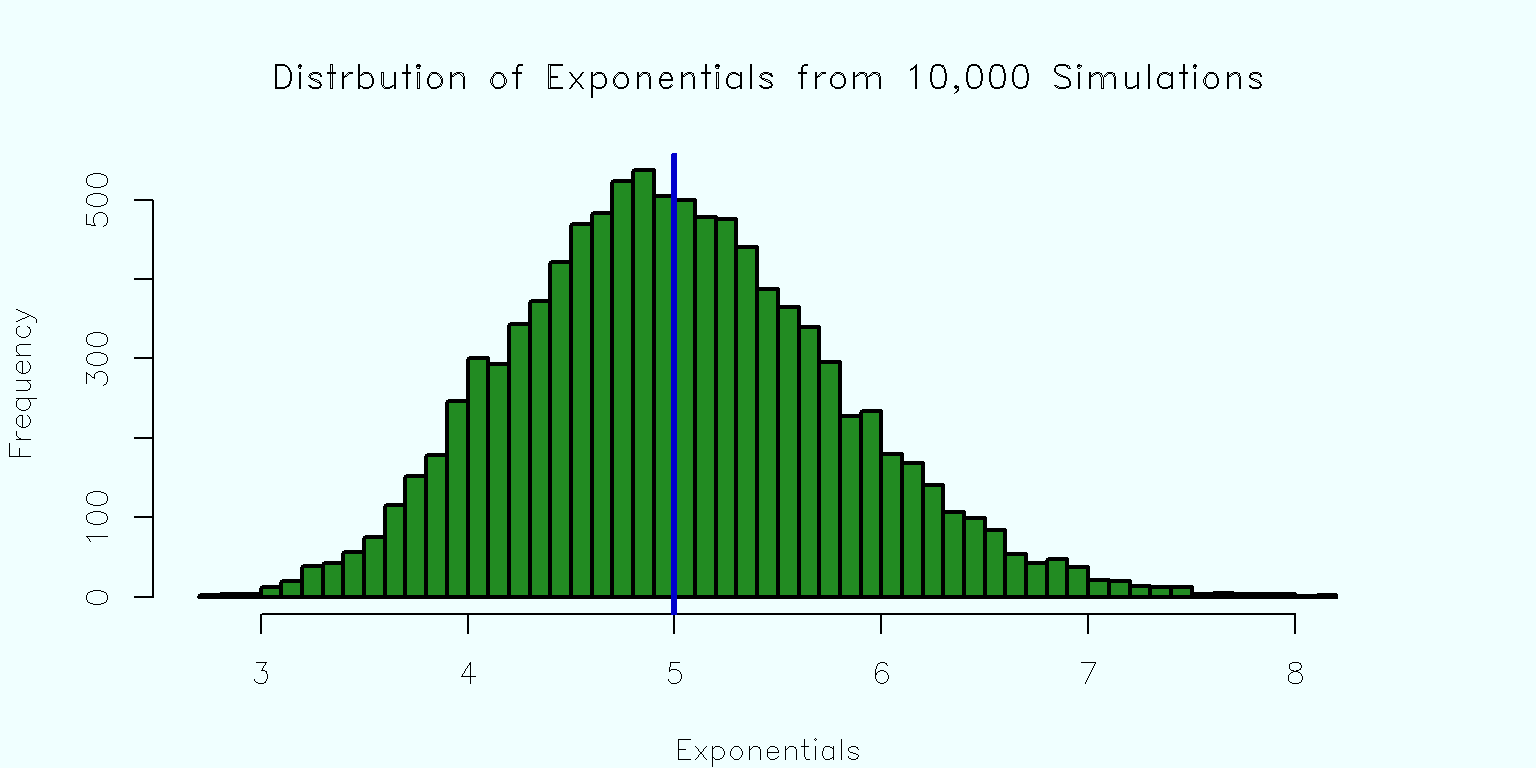 Distrbution of Exponentials from 10,000 Simulations
Frequency
500
300
100
0
3 4 5 6 7 8
Exponentials